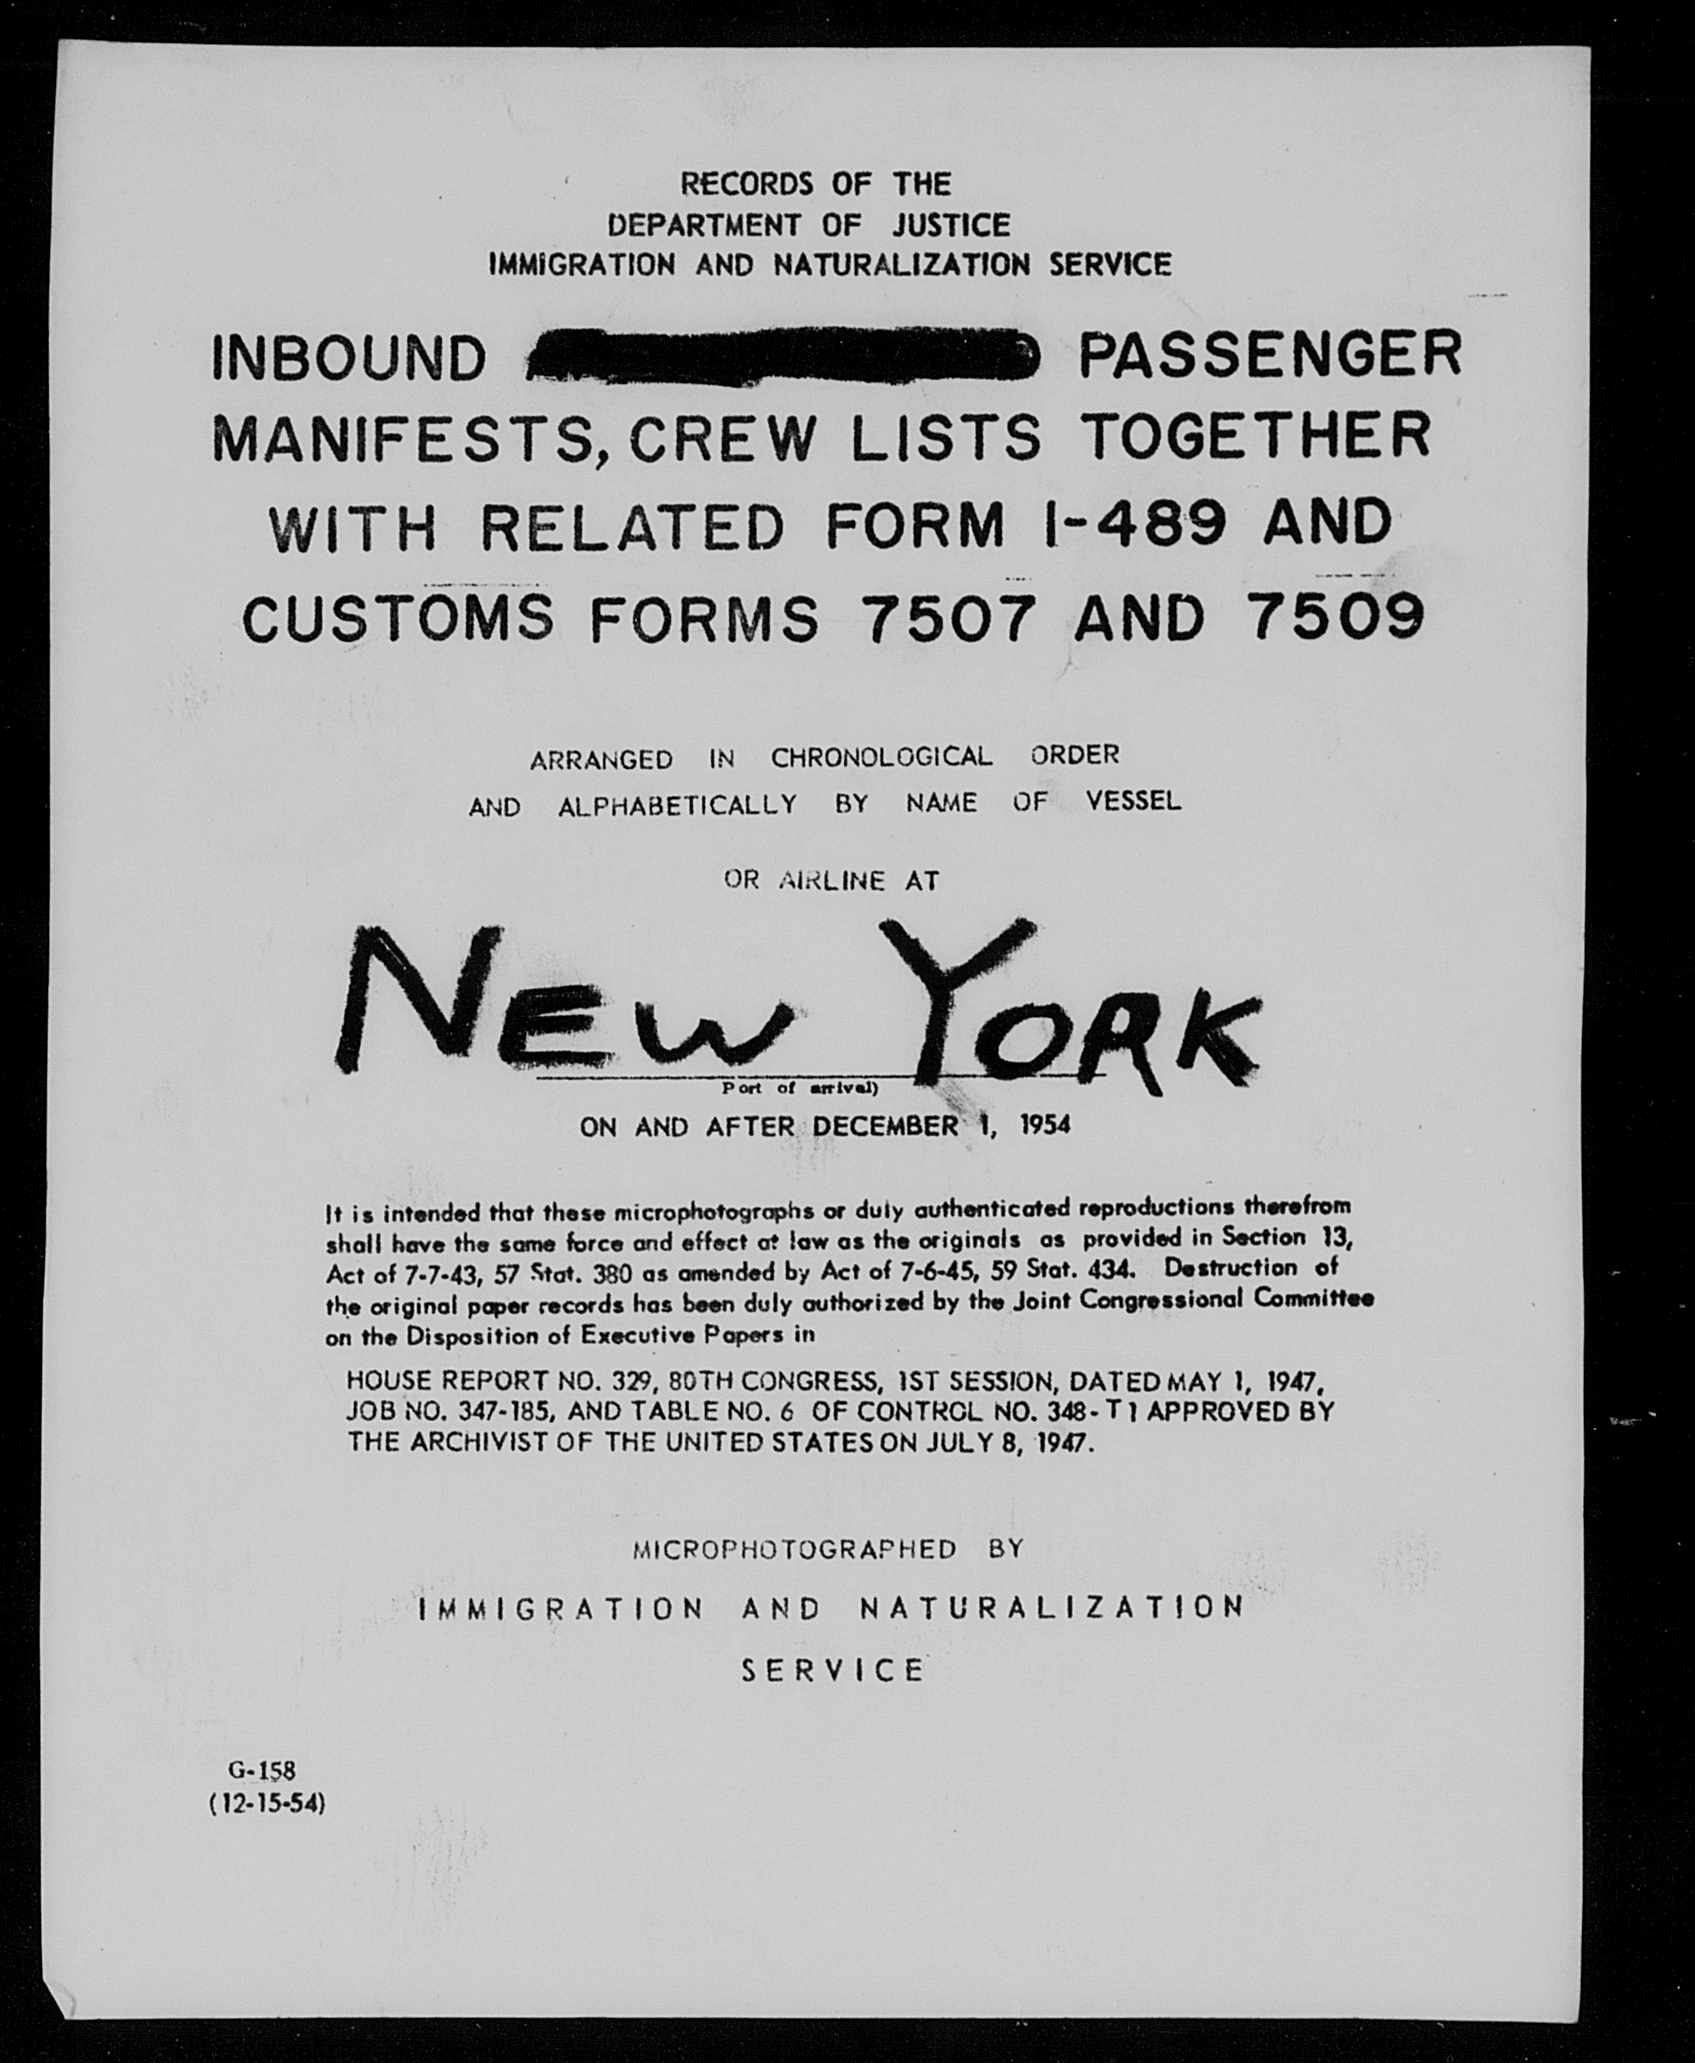 RECORDS OF THE
DEPARTMENT OF JUSTICE
IMMIGRATION AND NATURALIZATION SERVICE
INBOUND PASSENGER
MANIFESTS, CREW LISTS TOGETHER
WITH RELATED FORM I-489 AND
CUSTOMS FORMS 7507 AND 7509
ARRANGED IN CHRONOLOGICAL ORDER
AND ALPHABETICALLY BY NAME OF VESSEL
OR AIRLINE AT
NEW YORK
Port of arrival)
ON AND AFTER DECEMBER 1, 1954
It is intended that these microphotographs or duly authenticated reproductions therefrom
shall have the same force and effect at law as the originals as provided in Section 13,
Act of 7-7-43, 57 Stat. 380 as amended by Act of 7-6-45, 59 Stat. 434. Destruction of
the original paper records has been duly authorized by the Joint Congressional Committee
on the Disposition of Executive Papers in
HOUSE REPORT NO. 329, 80TH CONGRESS, 1ST SESSION, DATED MAY 1, 1947,
JOB NO. 347-185, AND TABLE NO. 6 OF CONTROL NO. 348-T1 APPROVED BY
THE ARCHIVIST OF THE UNITED STATES ON JULY 8, 1947.
MICROPHOTOGRAPHED BY
IMMIGRATION AND NATURALIZATION
SERVICE
G-158
(12-15-54)